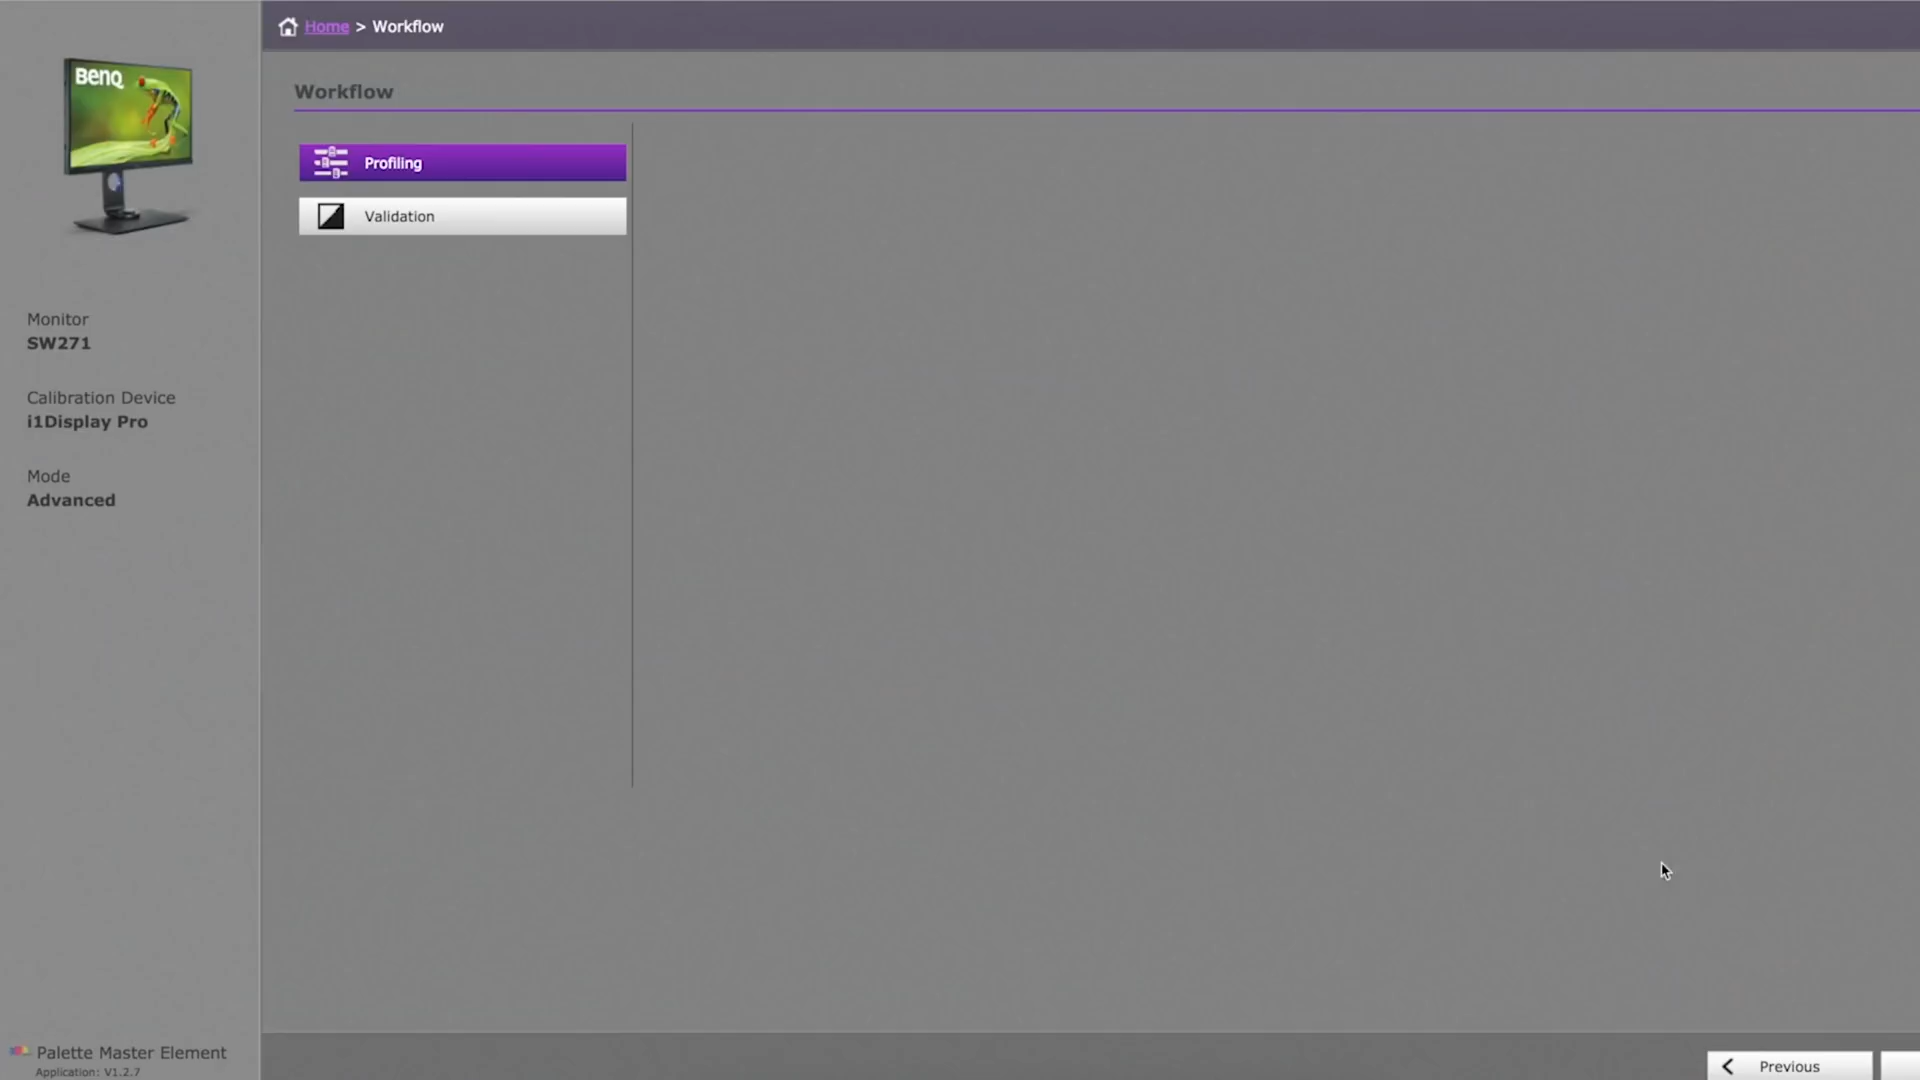 Home > Workflow
BenQ
Workflow
Profiling
Validation
Monitor
SW271
Calibration Device
i1Display Pro
Mode
Advanced
Palette Master Element
Application: V1.2.7
Previous